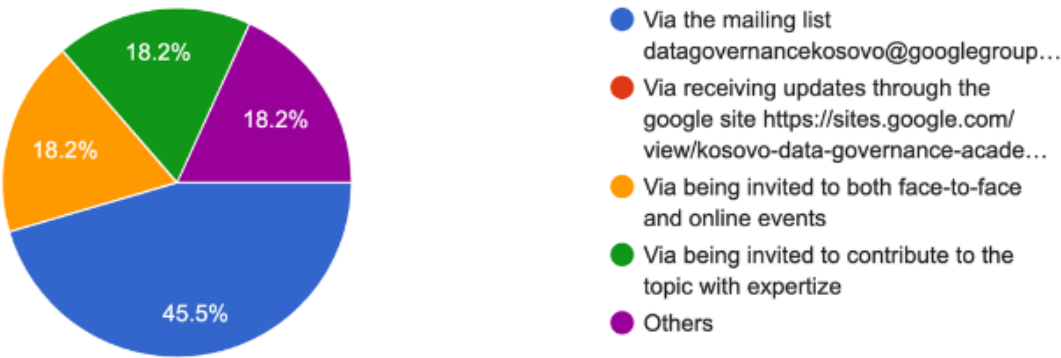 18.2%
18.2%
18.2%
45.5%
Via the mailing list
datagovernancekosovo@googlegroup…
Via receiving updates through the
google site https://sites.google.com/
view/kosovo-data-governance-acade…
Via being invited to both face-to-face
and online events
Via being invited to contribute to the
topic with expertize
Others